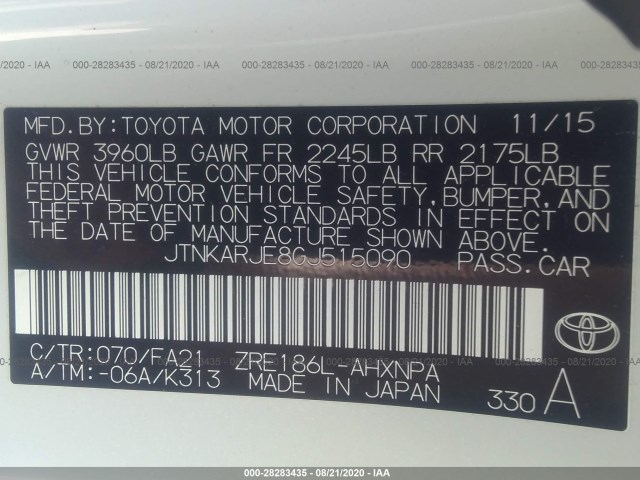 000-28283435 - 08/21/2020 - IAA
MFD.BY:TOYOTA MOTOR CORPORATION 11/15
GVWR 3960LB GAWR FR 2245LB RR 2175LB
THIS VEHICLE CONFORMS TO ALL APPLICABLE
FEDERAL MOTOR VEHICLE SAFETY,BUMPER,AND
THEFT PREVENTION STANDARDS IN EFFECT ON
THE DATE OF MANUFACTURE SHOWN ABOVE.
JTNKARJE8GJ515090 PASS.CAR
C/TR:070/FA21 ZRE186L-AHXNPA
A/TM:-06A/K313 MADE IN JAPAN 330 A
TOYOTA
000-28283435 - 08/21/2020 - IAA